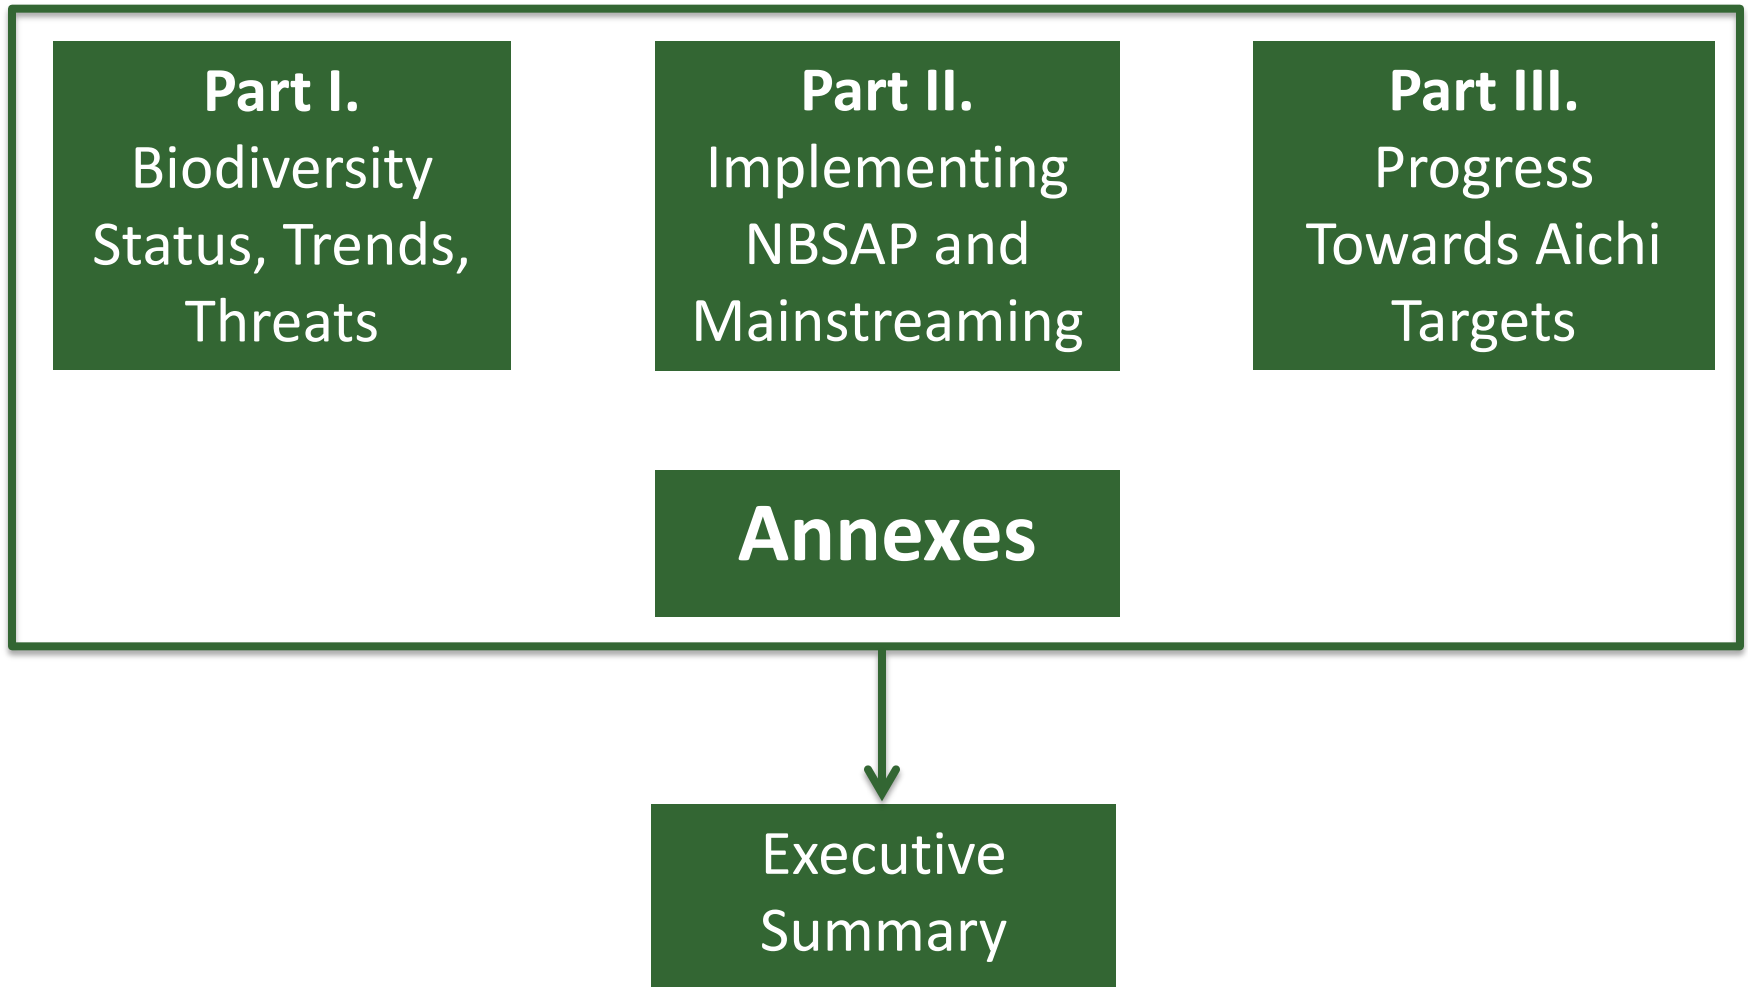 Part I.
Biodiversity
Status, Trends,
Threats
Part II.
Implementing
NBSAP and
Mainstreaming
Part III.
Progress
Towards Aichi
Targets
Annexes
Executive
Summary